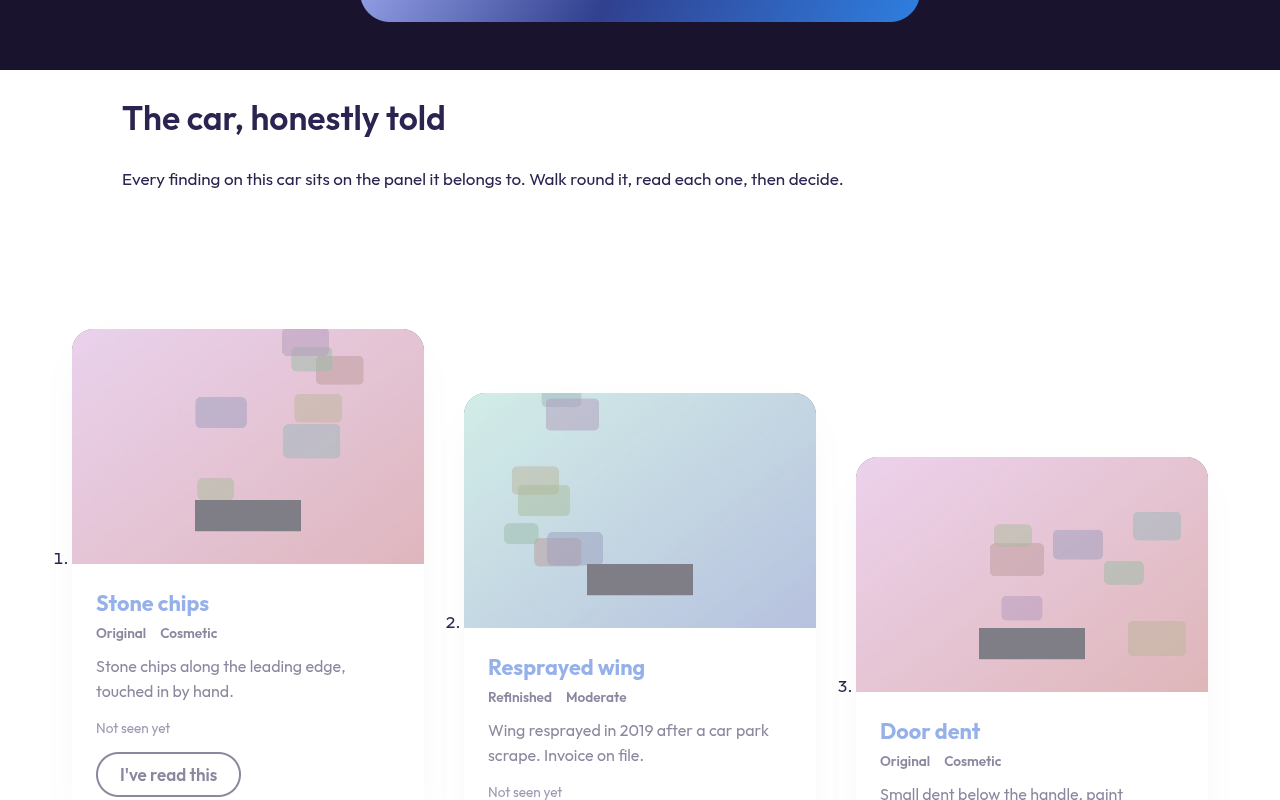 The car, honestly told
Every finding on this car sits on the panel it belongs to. Walk round it, read each one, then decide.
1.
Stone chips
Original Cosmetic
Stone chips along the leading edge,
touched in by hand.
Not seen yet
I've read this
2.
Resprayed wing
Refinished Moderate
Wing resprayed in 2019 after a car park
scrape. Invoice on file.
Not seen yet
3.
Door dent
Original Cosmetic
Small dent below the handle, paint